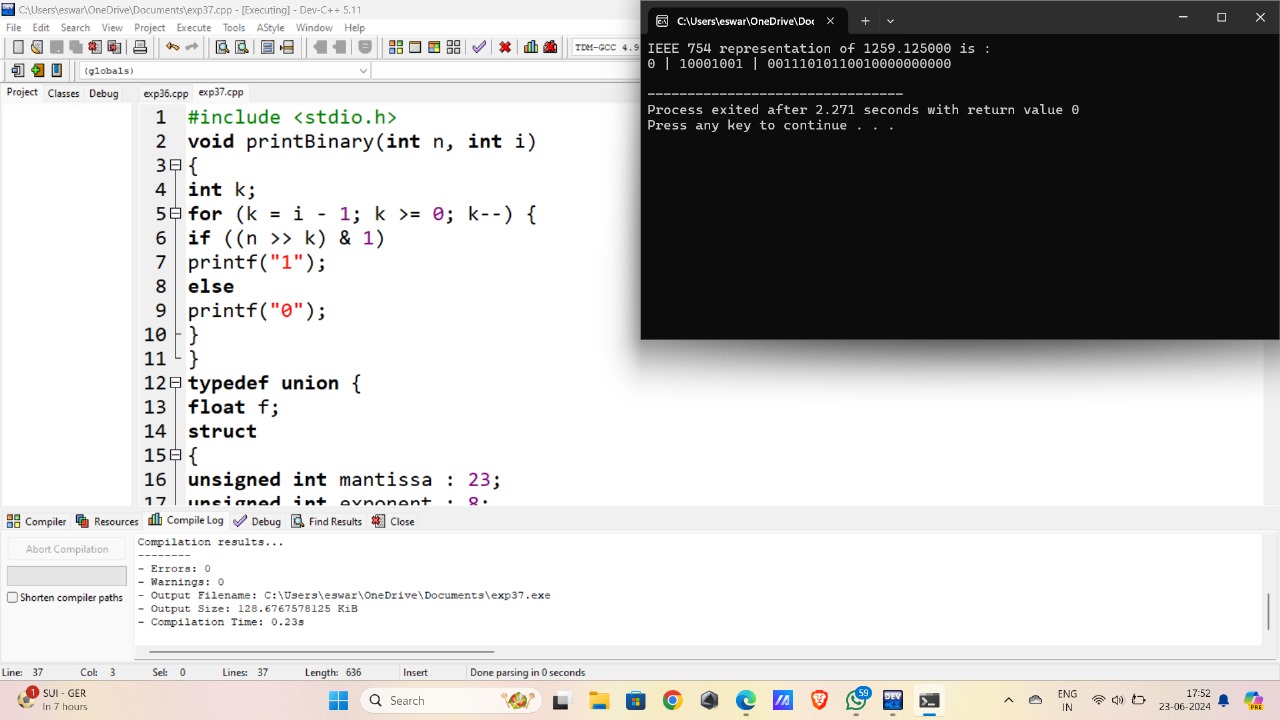 C:\Users\eswar\OneDrive\Documents\exp37.cpp - [Executing] - Dev-C++ 5.11
File Edit Search View Project Execute Tools AStyle Window Help
TDM-GCC 4.9
(globals)
Project Classes Debug
exp36.cpp exp37.cpp
1 #include <stdio.h>
2 void printBinary(int n, int i)
3 {
4 int k;
5 for (k = i - 1; k >= 0; k--) {
6 if ((n >> k) & 1)
7 printf("1");
8 else
9 printf("0");
10 }
11 }
12 typedef union {
13 float f;
14 struct
15 {
16 unsigned int mantissa : 23;
17 unsigned int exponent : 8;
C:\Users\eswar\OneDrive\Doc
IEEE 754 representation of 1259.125000 is :
0 | 10001001 | 00111010110010000000000
--------------------------------
Process exited after 2.271 seconds with return value 0
Press any key to continue . . .
Compiler Resources Compile Log Debug Find Results Close
Abort Compilation
Shorten compiler paths
Compilation results...
--------
- Errors: 0
- Warnings: 0
- Output Filename: C:\Users\eswar\OneDrive\Documents\exp37.exe
- Output Size: 128.6767578125 KiB
- Compilation Time: 0.23s
Line: 37 Col: 3 Sel: 0 Lines: 37 Length: 636 Insert Done parsing in 0 seconds
1
SUI - GER
In 7 hours
Search
59
DEV
ENG
IN
17:52
23-06-2024
PRE